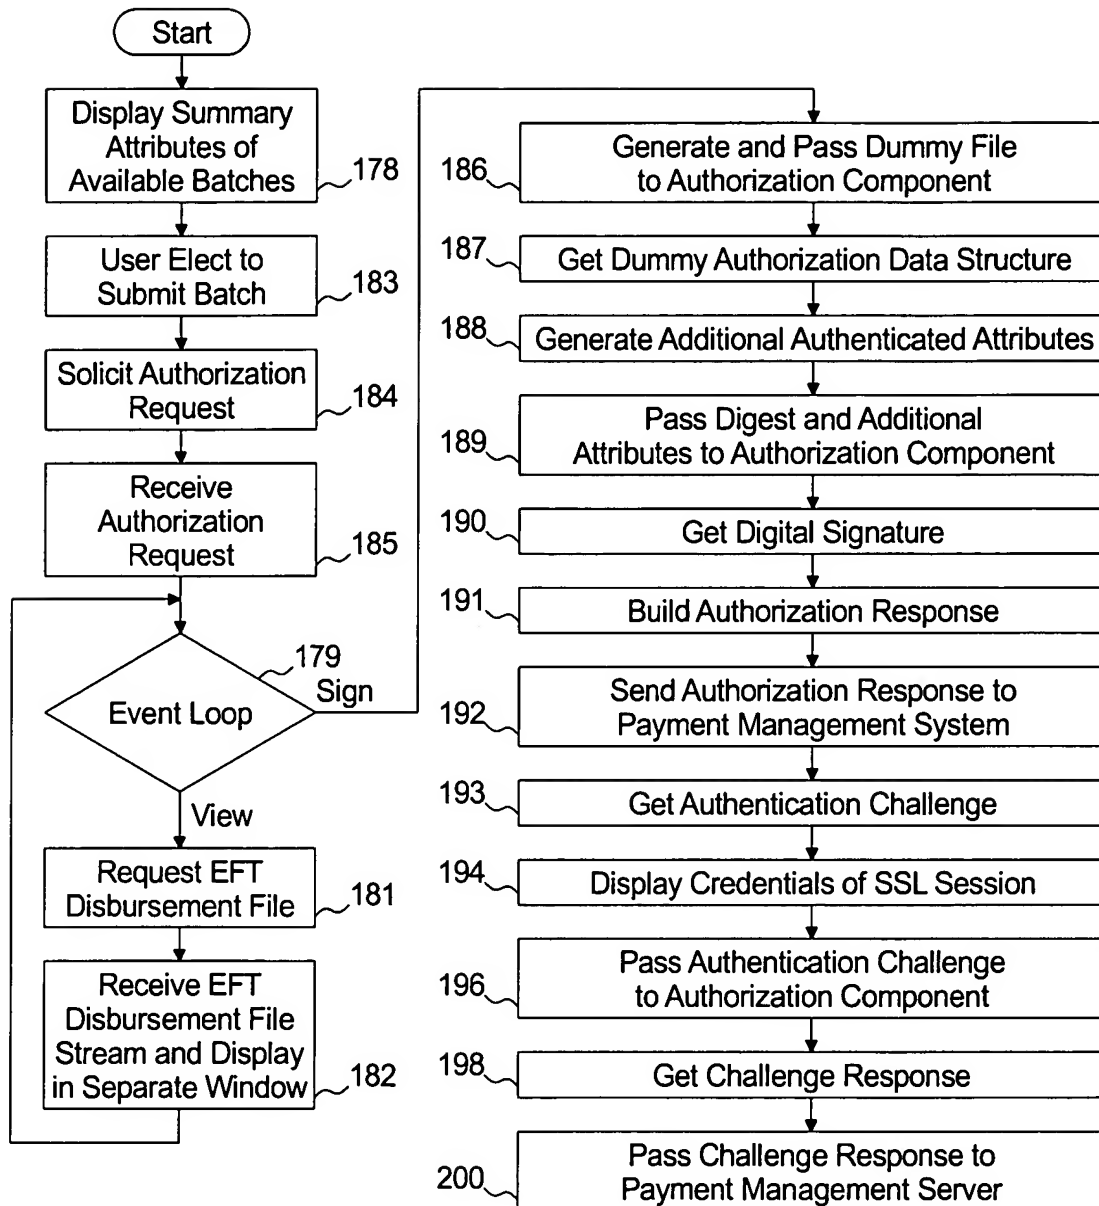 Start
Display Summary
Attributes of
Available Batches
178
User Elect to
Submit Batch
183
Solicit Authorization
Request
184
Receive
Authorization
Request
185
179
Event Loop
Sign
View
Request EFT
Disbursement File
181
Receive EFT
Disbursement File
Stream and Display
in Separate Window
182
186
Generate and Pass Dummy File
to Authorization Component
187
Get Dummy Authorization Data Structure
188
Generate Additional Authenticated Attributes
189
Pass Digest and Additional
Attributes to Authorization Component
190
Get Digital Signature
191
Build Authorization Response
192
Send Authorization Response to
Payment Management System
193
Get Authentication Challenge
194
Display Credentials of SSL Session
196
Pass Authentication Challenge
to Authorization Component
198
Get Challenge Response
200
Pass Challenge Response to
Payment Management Server